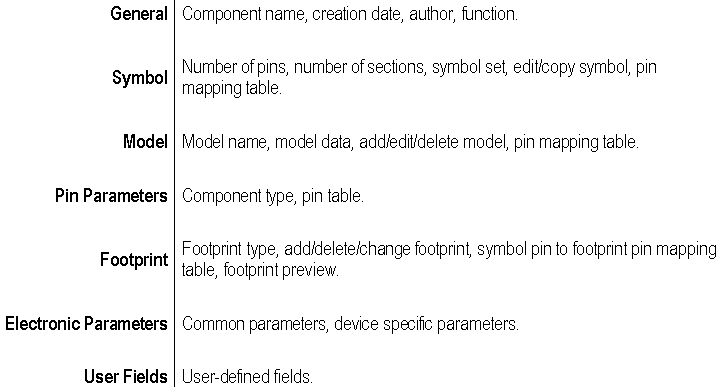 General Component name, creation date, author, function.
Symbol Number of pins, number of sections, symbol set, edit/copy symbol, pin
mapping table.
Model Model name, model data, add/edit/delete model, pin mapping table.
Pin Parameters Component type, pin table.
Footprint Footprint type, add/delete/change footprint, symbol pin to footprint pin mapping
table, footprint preview.
Electronic Parameters Common parameters, device specific parameters.
User Fields User-defined fields.